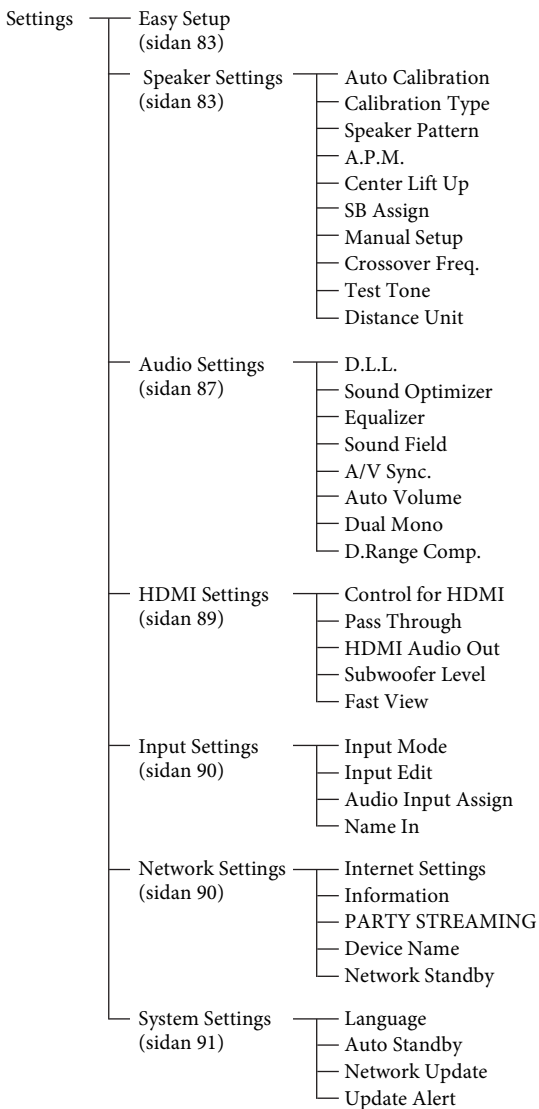 Settings
Easy Setup
(sidan 83)
Speaker Settings
(sidan 83)
Auto Calibration
Calibration Type
Speaker Pattern
A.P.M.
Center Lift Up
SB Assign
Manual Setup
Crossover Freq.
Test Tone
Distance Unit
Audio Settings
(sidan 87)
D.L.L.
Sound Optimizer
Equalizer
Sound Field
A/V Sync.
Auto Volume
Dual Mono
D.Range Comp.
HDMI Settings
(sidan 89)
Control for HDMI
Pass Through
HDMI Audio Out
Subwoofer Level
Fast View
Input Settings
(sidan 90)
Input Mode
Input Edit
Audio Input Assign
Name In
Network Settings
(sidan 90)
Internet Settings
Information
PARTY STREAMING
Device Name
Network Standby
System Settings
(sidan 91)
Language
Auto Standby
Network Update
Update Alert